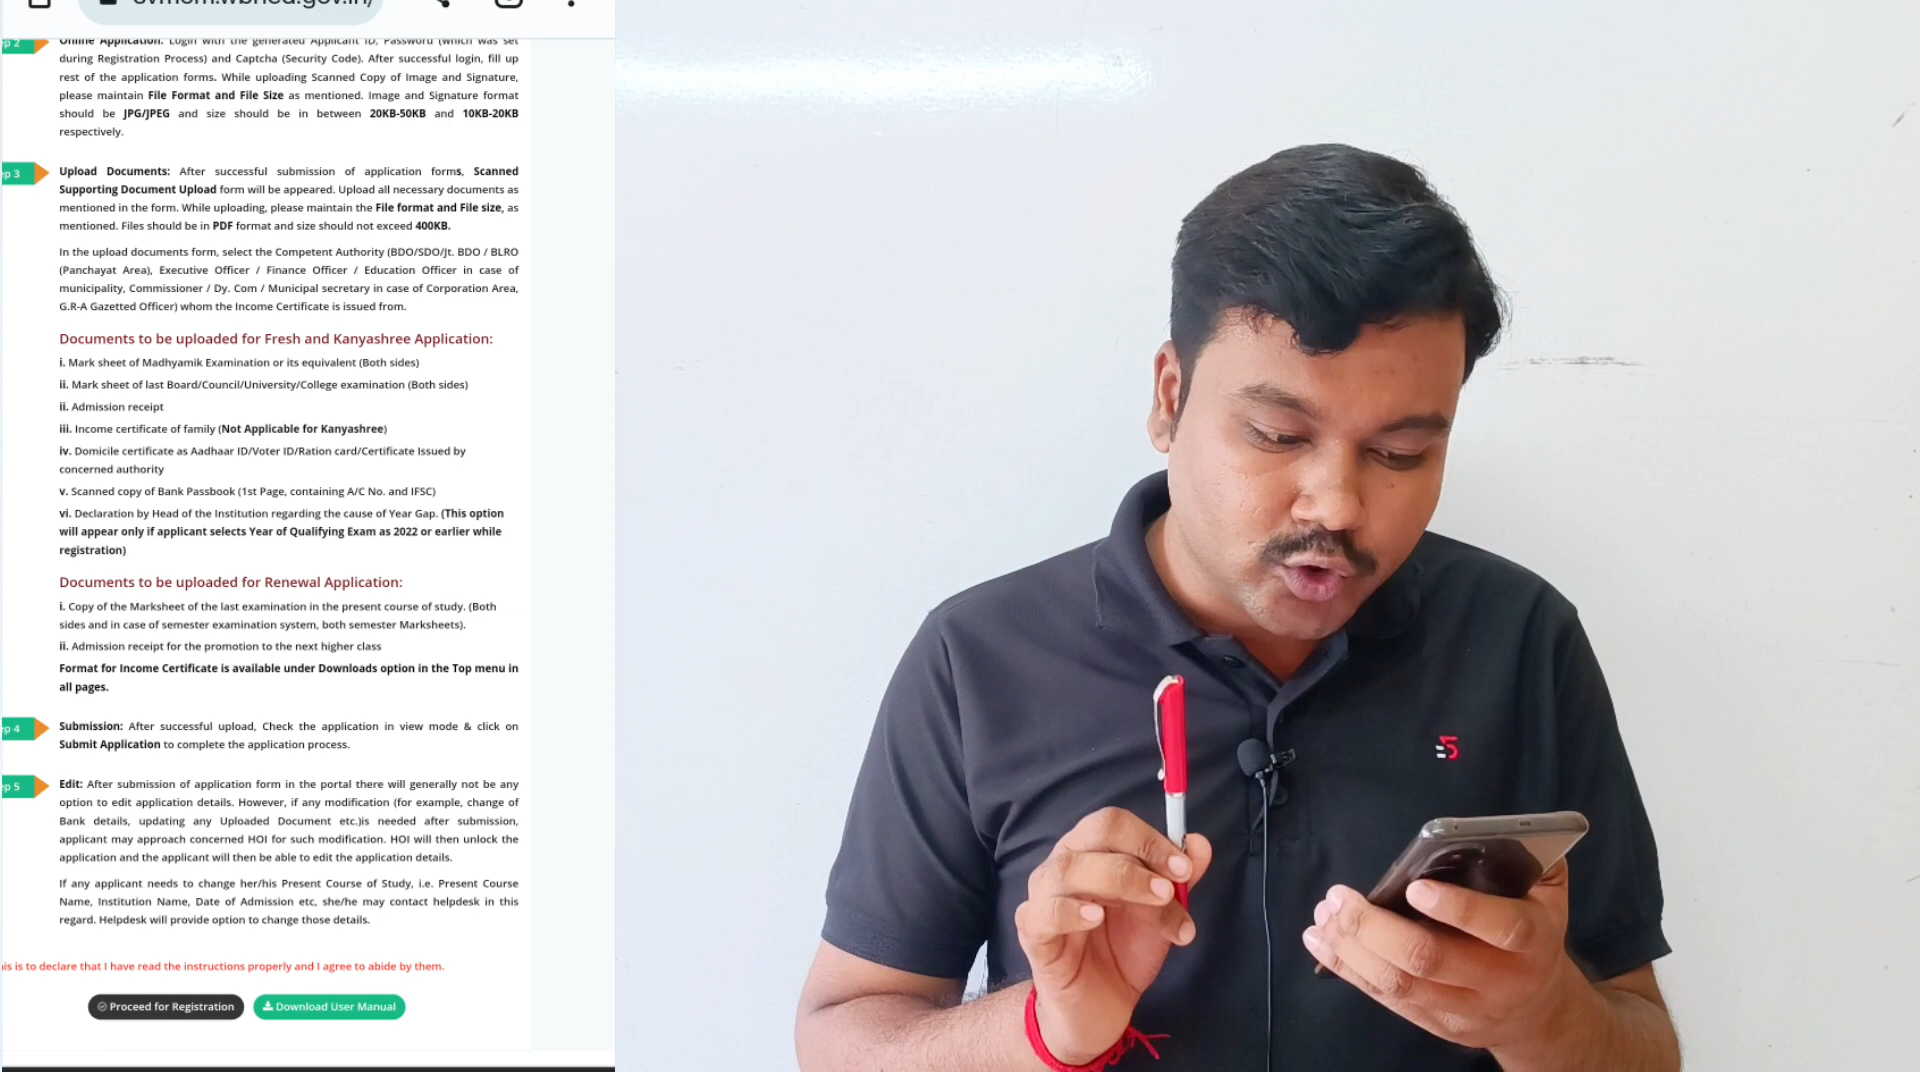 svmcm.wbhed.gov.in/
ep 2
Online Application: Login with the generated Applicant ID, Password (which was set
during Registration Process) and Captcha (Security Code). After successful login, fill up
rest of the application forms. While uploading Scanned Copy of Image and Signature,
please maintain File Format and File Size as mentioned. Image and Signature format
should be JPG/JPEG and size should be in between 20KB-50KB and 10KB-20KB
respectively.
ep 3
Upload Documents: After successful submission of application forms, Scanned
Supporting Document Upload form will be appeared. Upload all necessary documents as
mentioned in the form. While uploading, please maintain the File format and File size, as
mentioned. Files should be in PDF format and size should not exceed 400KB.
In the upload documents form, select the Competent Authority (BDO/SDO/Jt. BDO / BLRO
(Panchayat Area), Executive Officer / Finance Officer / Education Officer in case of
municipality, Commissioner / Dy. Com / Municipal secretary in case of Corporation Area,
G.R-A Gazetted Officer) whom the Income Certificate is issued from.
Documents to be uploaded for Fresh and Kanyashree Application:
i. Mark sheet of Madhyamik Examination or its equivalent (Both sides)
ii. Mark sheet of last Board/Council/University/College examination (Both sides)
ii. Admission receipt
iii. Income certificate of family (Not Applicable for Kanyashree)
iv. Domicile certificate as Aadhaar ID/Voter ID/Ration card/Certificate Issued by
concerned authority
v. Scanned copy of Bank Passbook (1st Page, containing A/C No. and IFSC)
vi. Declaration by Head of the Institution regarding the cause of Year Gap. (This option
will appear only if applicant selects Year of Qualifying Exam as 2022 or earlier while
registration)
Documents to be uploaded for Renewal Application:
i. Copy of the Marksheet of the last examination in the present course of study. (Both
sides and in case of semester examination system, both semester Marksheets).
ii. Admission receipt for the promotion to the next higher class
Format for Income Certificate is available under Downloads option in the Top menu in
all pages.
ep 4
Submission: After successful upload, Check the application in view mode & click on
Submit Application to complete the application process.
ep 5
Edit: After submission of application form in the portal there will generally not be any
option to edit application details. However, if any modification (for example, change of
Bank details, updating any Uploaded Document etc.)is needed after submission,
applicant may approach concerned HOI for such modification. HOI will then unlock the
application and the applicant will then be able to edit the application details.
If any applicant needs to change her/his Present Course of Study, i.e. Present Course
Name, Institution Name, Date of Admission etc, she/he may contact helpdesk in this
regard. Helpdesk will provide option to change those details.
his is to declare that I have read the instructions properly and I agree to abide by them.
Proceed for Registration
Download User Manual